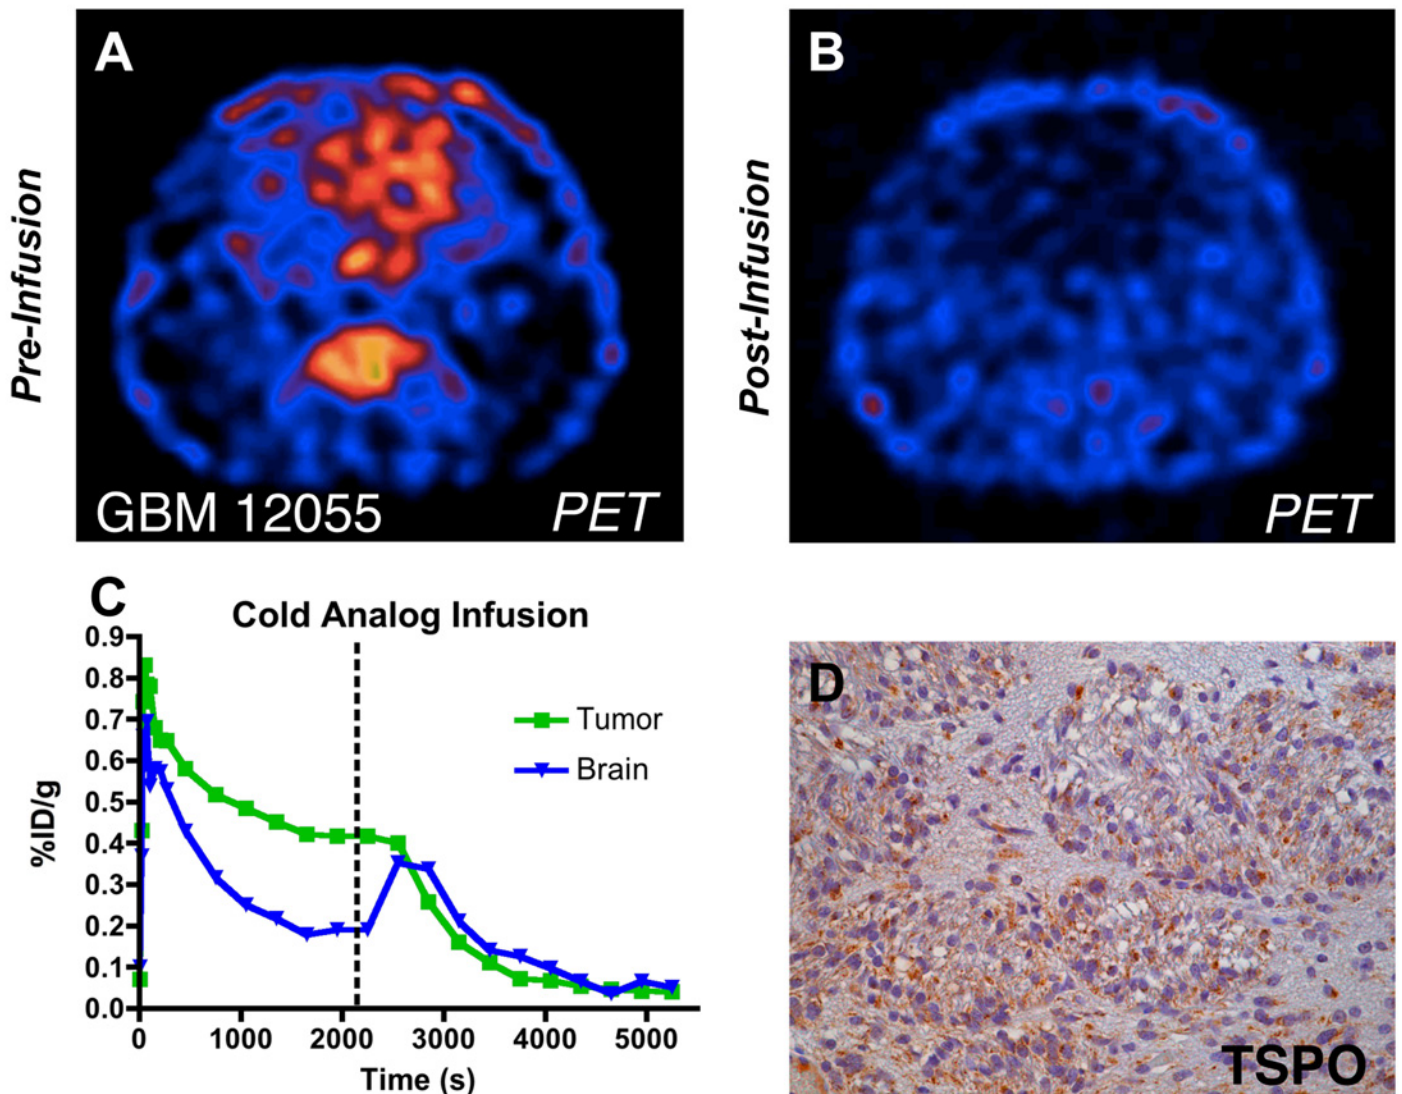 A
B
Pre-Infusion
Post-Infusion
GBM 12055
PET
PET
C
Cold Analog Infusion
0.9
0.8
0.7
0.6
0.5
0.4
0.3
0.2
0.1
0.0
%ID/g
Tumor
Brain
0 1000 2000 3000 4000 5000
Time (s)
D
TSPO